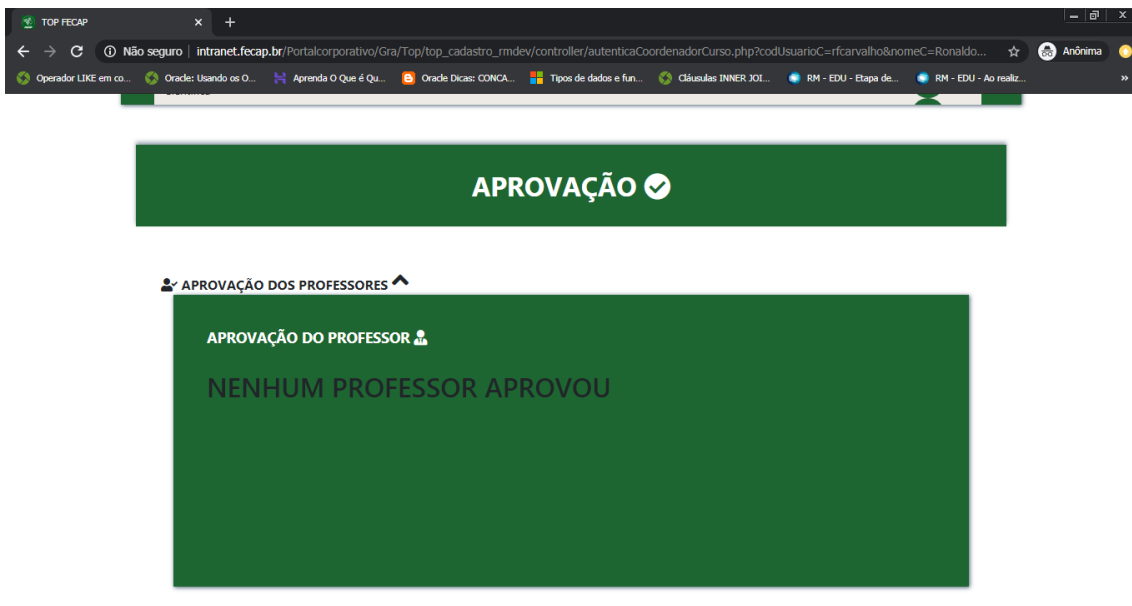 TOP FECAP
Não seguro | intranet.fecap.br/Portalcorporativo/Gra/Top/top_cadastro_rmdev/controller/autenticaCoordenadorCurso.php?codUsuarioC=rfcarvalho&nomeC=Ronaldo...
Anônima
Operador LIKE em co... Oracle: Usando os O... Aprenda O Que é Qu... Oracle Dicas: CONCA... Tipos de dados e fun... Cláusulas INNER JOI... RM - EDU - Etapa de... RM - EDU - Ao realiz... »
APROVAÇÃO
APROVAÇÃO DOS PROFESSORES
APROVAÇÃO DO PROFESSOR
NENHUM PROFESSOR APROVOU